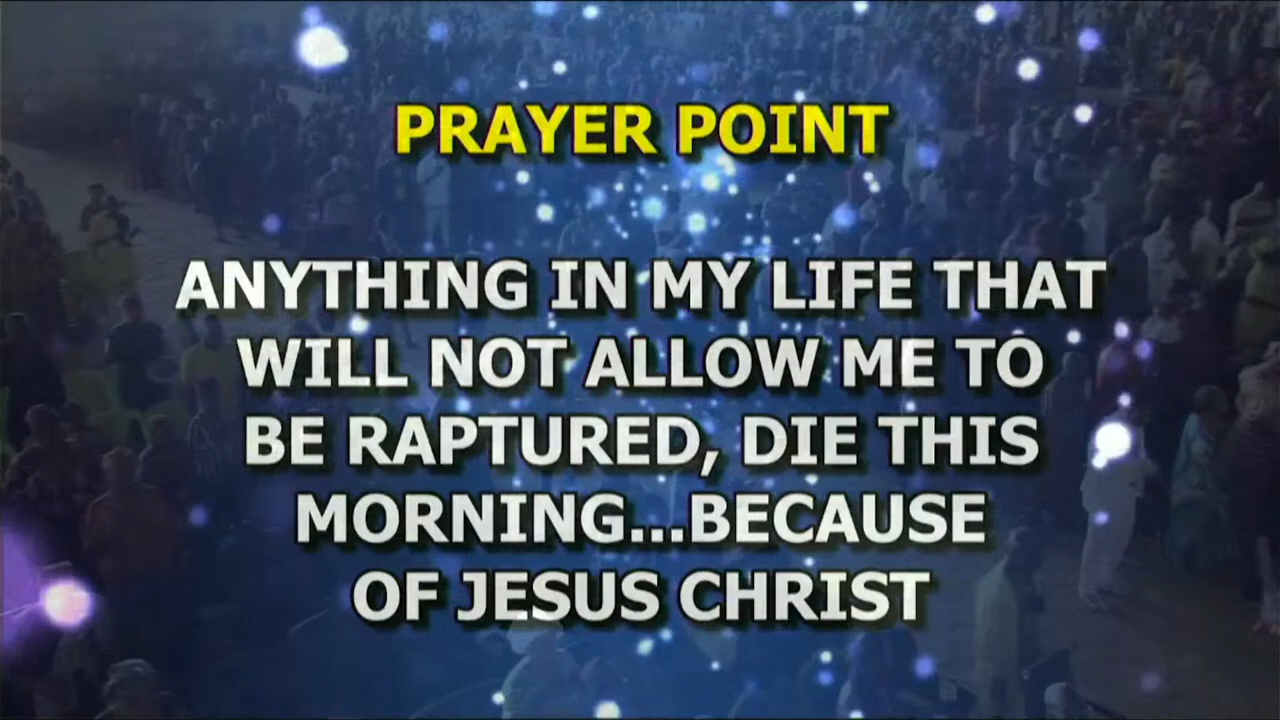 PRAYER POINT
ANYTHING IN MY LIFE THAT
WILL NOT ALLOW ME TO
BE RAPTURED, DIE THIS
MORNING...BECAUSE
OF JESUS CHRIST